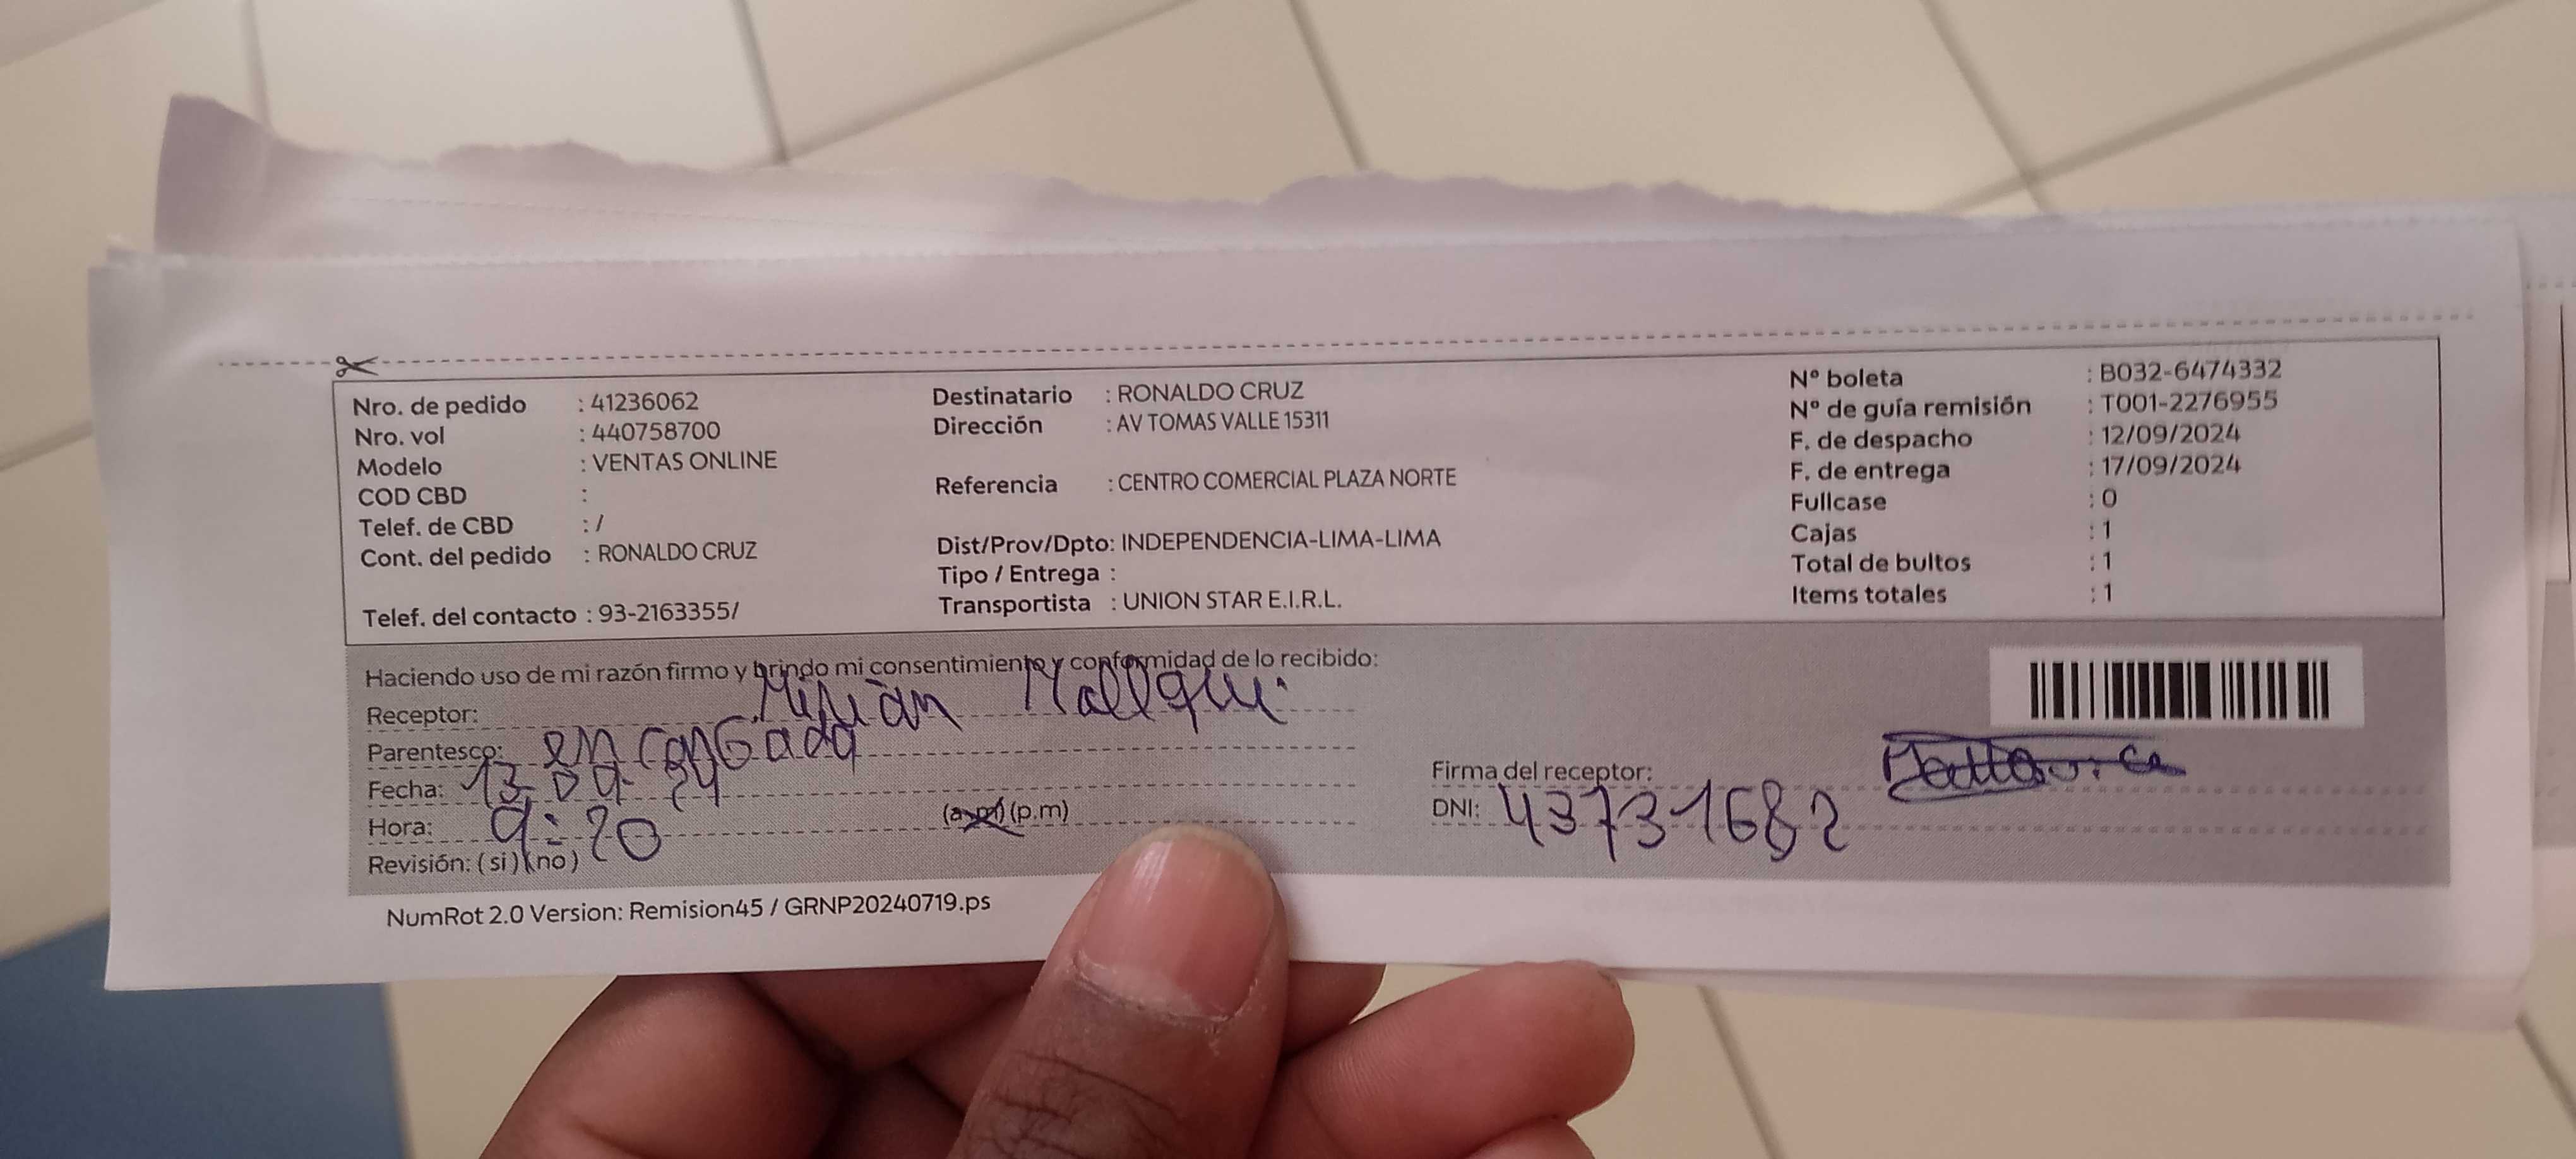 Nro. de pedido : 41236062
Nro. vol : 440758700
Modelo : VENTAS ONLINE
COD CBD :
Telef. de CBD : /
Cont. del pedido : RONALDO CRUZ
Telef. del contacto : 93-2163355/
Destinatario : RONALDO CRUZ
Dirección : AV TOMAS VALLE 15311
Referencia : CENTRO COMERCIAL PLAZA NORTE
Dist/Prov/Dpto: INDEPENDENCIA-LIMA-LIMA
Tipo / Entrega :
Transportista : UNION STAR E.I.R.L.
N° boleta : B032-6474332
N° de guía remisión : T001-2276955
F. de despacho : 12/09/2024
F. de entrega : 17/09/2024
Fullcase : 0
Cajas : 1
Total de bultos : 1
Items totales : 1
Haciendo uso de mi razón firmo y brindo mi consentimiento y conformidad de lo recibido:
Receptor: Mallqui
Parentesco: encargada
Fecha: 13 09 24
Hora: 9:20 (a.m) (p.m)
Revisión: (si) (no)
Firma del receptor:
DNI: 43731682
NumRot 2.0 Version: Remision45 / GRNP20240719.ps